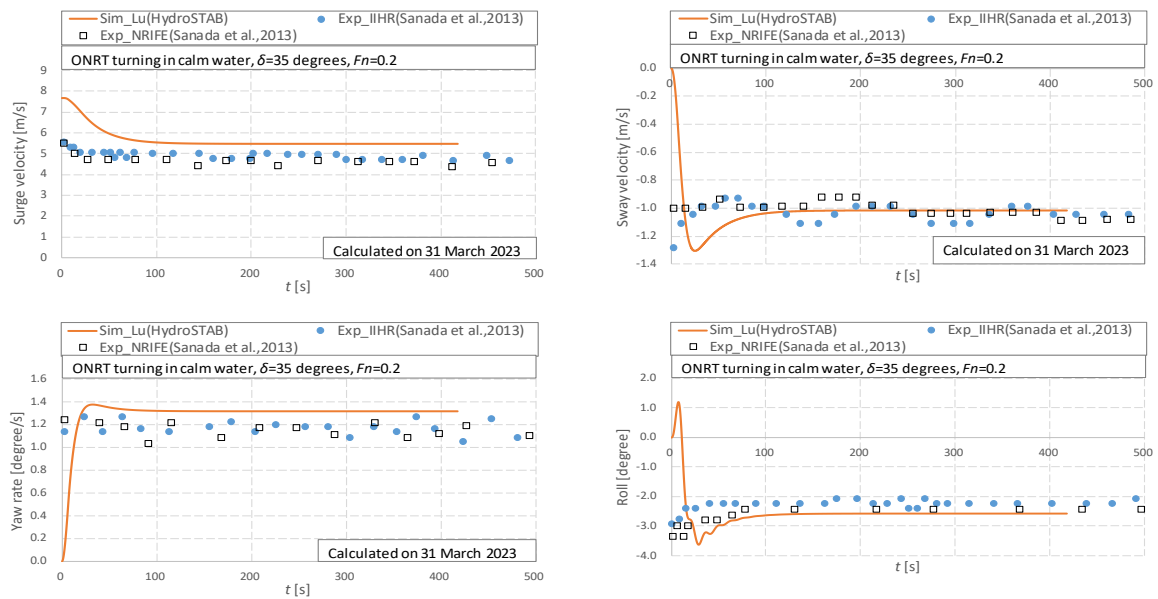 Sim_Lu(HydroSTAB) Exp_IIHR(Sanada et al.,2013)
Exp_NRIFE(Sanada et al.,2013)
ONRT turning in calm water, δ=35 degrees, Fn=0.2
9
8
7
6
5
4
3
2
1
0
Surge velocity [m/s]
Calculated on 31 March 2023
0 100 200 300 400 500
t [s]
Sim_Lu(HydroSTAB) Exp_IIHR(Sanada et al.,2013)
Exp_NRIFE(Sanada et al.,2013)
ONRT turning in calm water, δ=35 degrees, Fn=0.2
0 100 200 300 400 500
0.0
-0.2
-0.4
-0.6
-0.8
-1.0
-1.2
-1.4
Sway velocity [m/s]
Calculated on 31 March 2023
t [s]
Sim_Lu(HydroSTAB) Exp_IIHR(Sanada et al.,2013)
Exp_NRIFE(Sanada et al.,2013)
ONRT turning in calm water, δ=35 degrees, Fn=0.2
1.6
1.4
1.2
1.0
0.8
0.6
0.4
0.2
0.0
Yaw rate [degree/s]
Calculated on 31 March 2023
0 100 200 300 400 500
t [s]
Sim_Lu(HydroSTAB) Exp_IIHR(Sanada et al.,2013)
Exp_NRIFE(Sanada et al.,2013)
ONRT turning in calm water, δ=35 degrees, Fn=0.2
2.0
1.0
0.0
-1.0
-2.0
-3.0
-4.0
0 100 200 300 400 500
Roll [degree]
t [s]